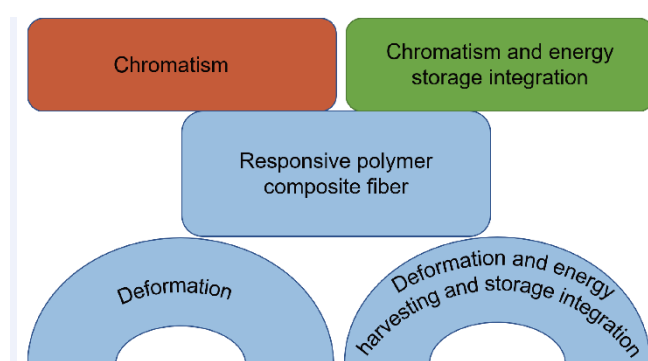 Chromatism
Chromatism and energy
storage integration
Responsive polymer
composite fiber
Deformation
Deformation and energy
harvesting and storage integration